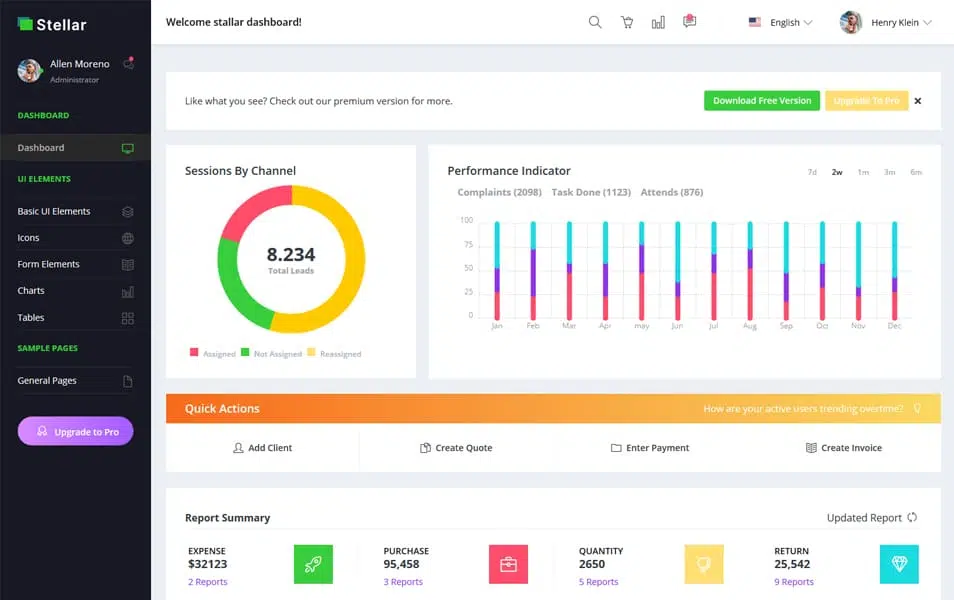 Stellar
Allen Moreno
Administrator
DASHBOARD
Dashboard
UI ELEMENTS
Basic UI Elements
Icons
Form Elements
Charts
Tables
SAMPLE PAGES
General Pages
Upgrade to Pro
Welcome stallar dashboard!
English
Henry Klein
Like what you see? Check out our premium version for more.
Download Free Version
Upgrade To Pro
Sessions By Channel
8.234
Total Leads
Assigned Not Assigned Reassigned
Performance Indicator
7d 2w 1m 3m 6m
Complaints (2098) Task Done (1123) Attends (876)
100
75
50
25
0
Jan Feb Mar Apr may Jun Jul Aug Sep Oct Nov Dec
Quick Actions
How are your active users trending overtime?
Add Client
Create Quote
Enter Payment
Create Invoice
Report Summary
Updated Report
EXPENSE
$32123
2 Reports
PURCHASE
95,458
3 Reports
QUANTITY
2650
5 Reports
RETURN
25,542
9 Reports